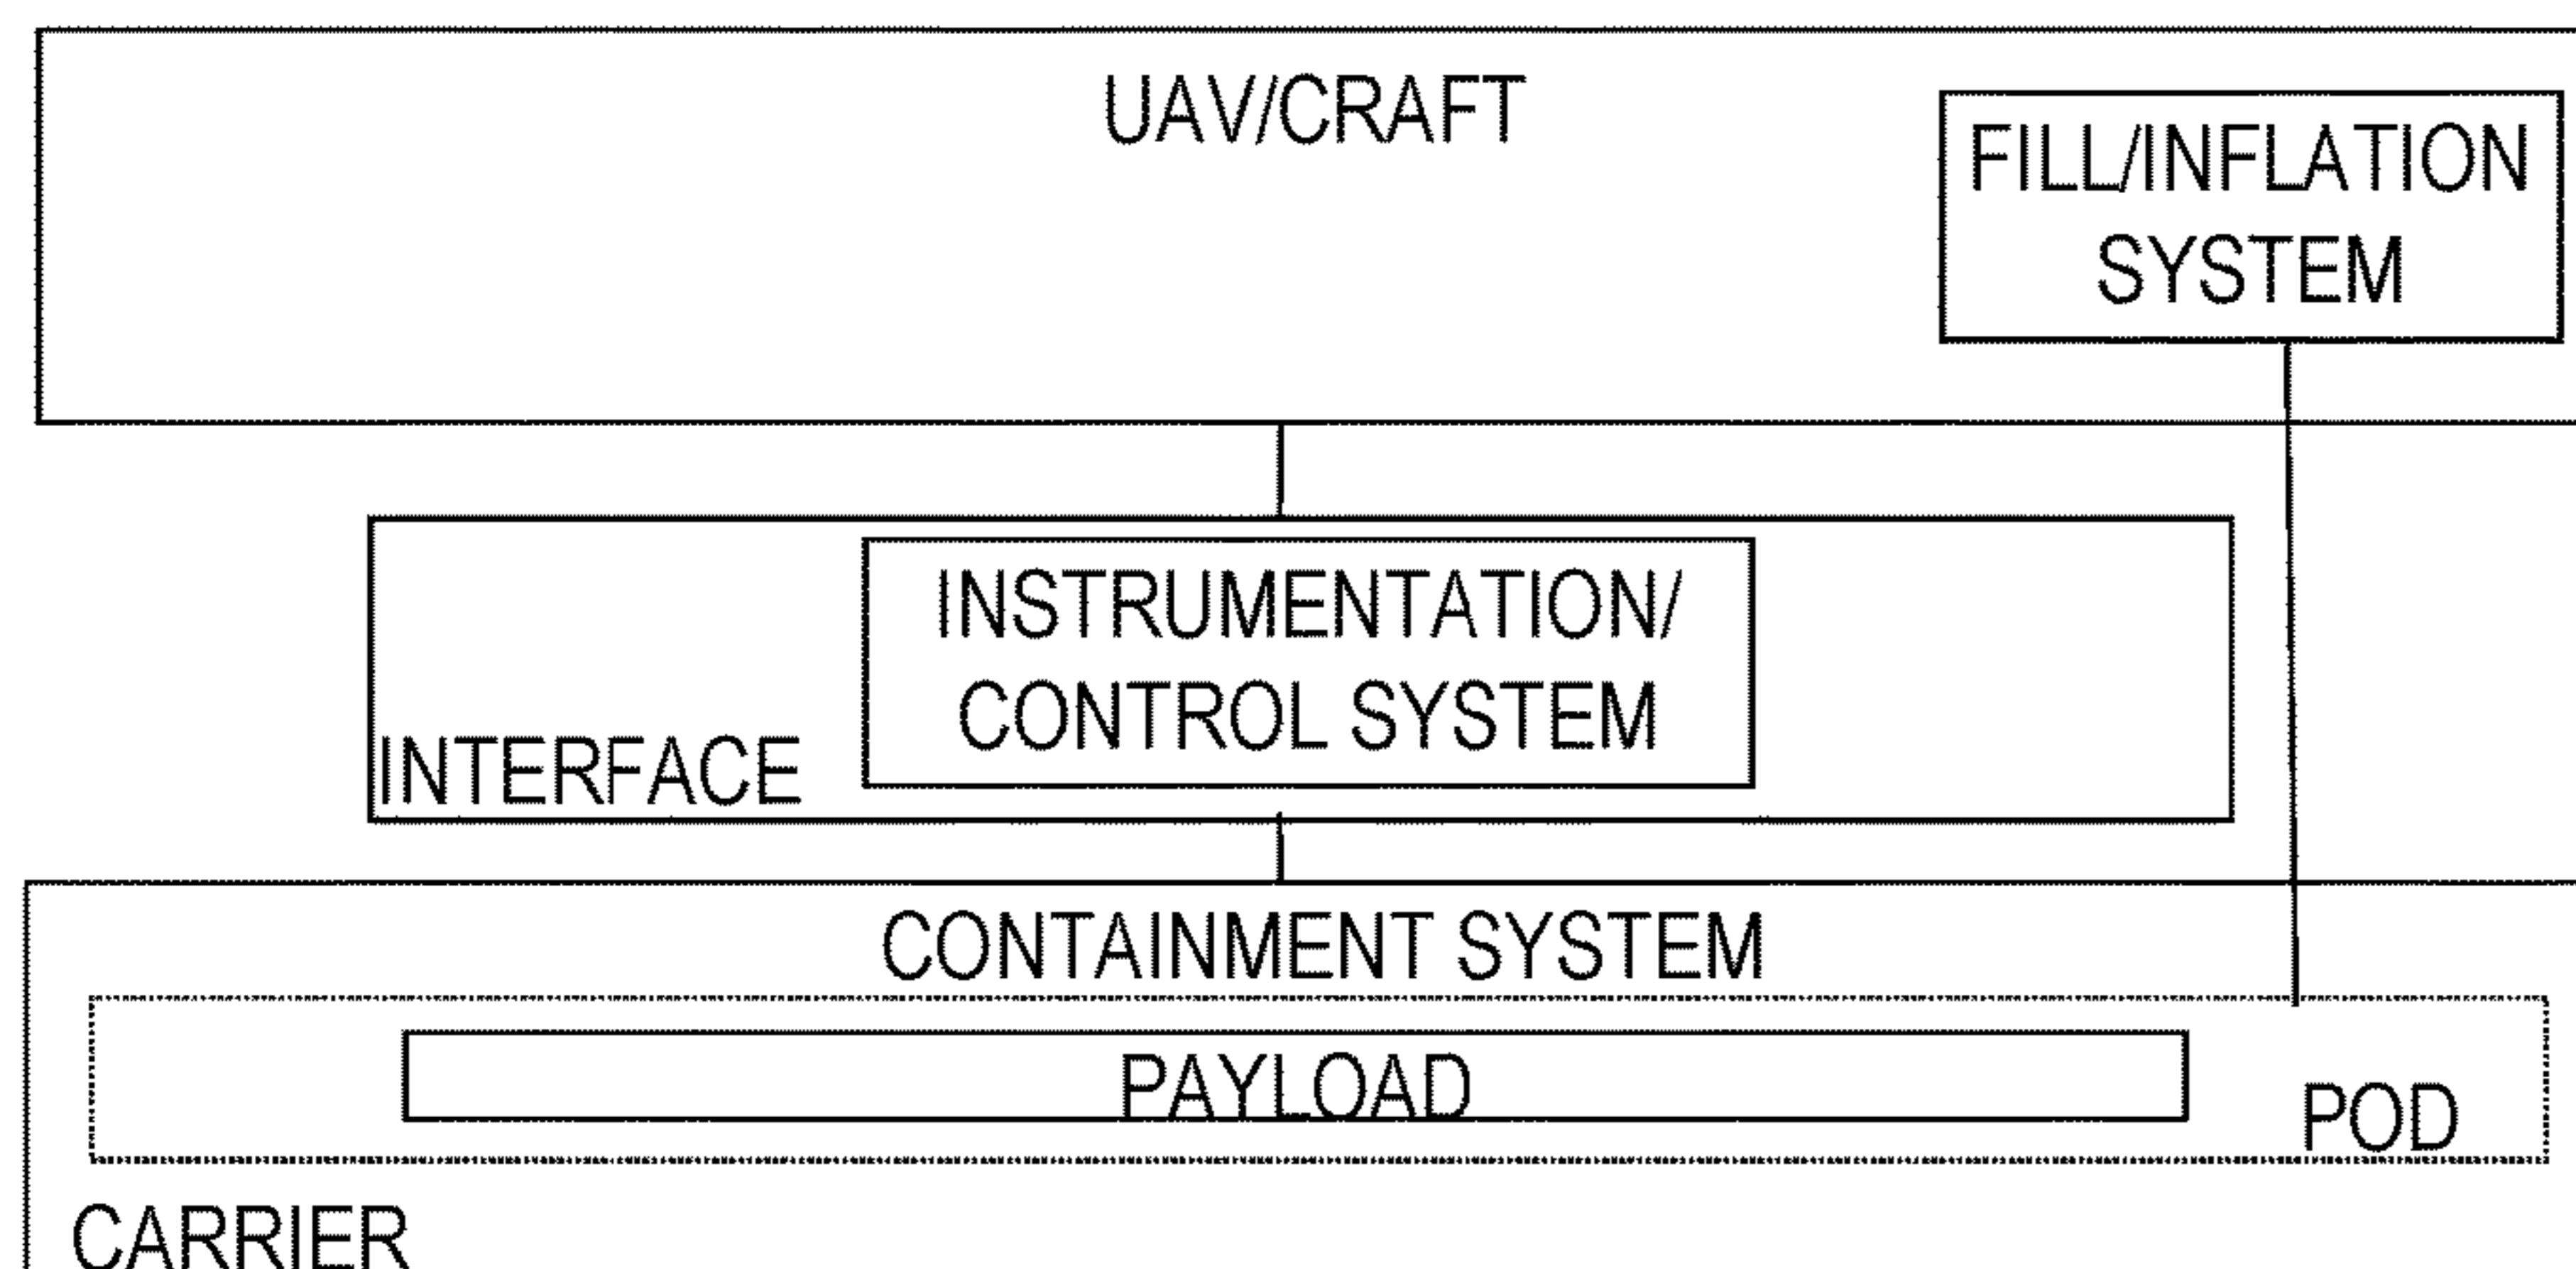 UAV/CRAFT
FILL/INFLATION
SYSTEM
INSTRUMENTATION/
CONTROL SYSTEM
INTERFACE
CONTAINMENT SYSTEM
PAYLOAD
POD
CARRIER